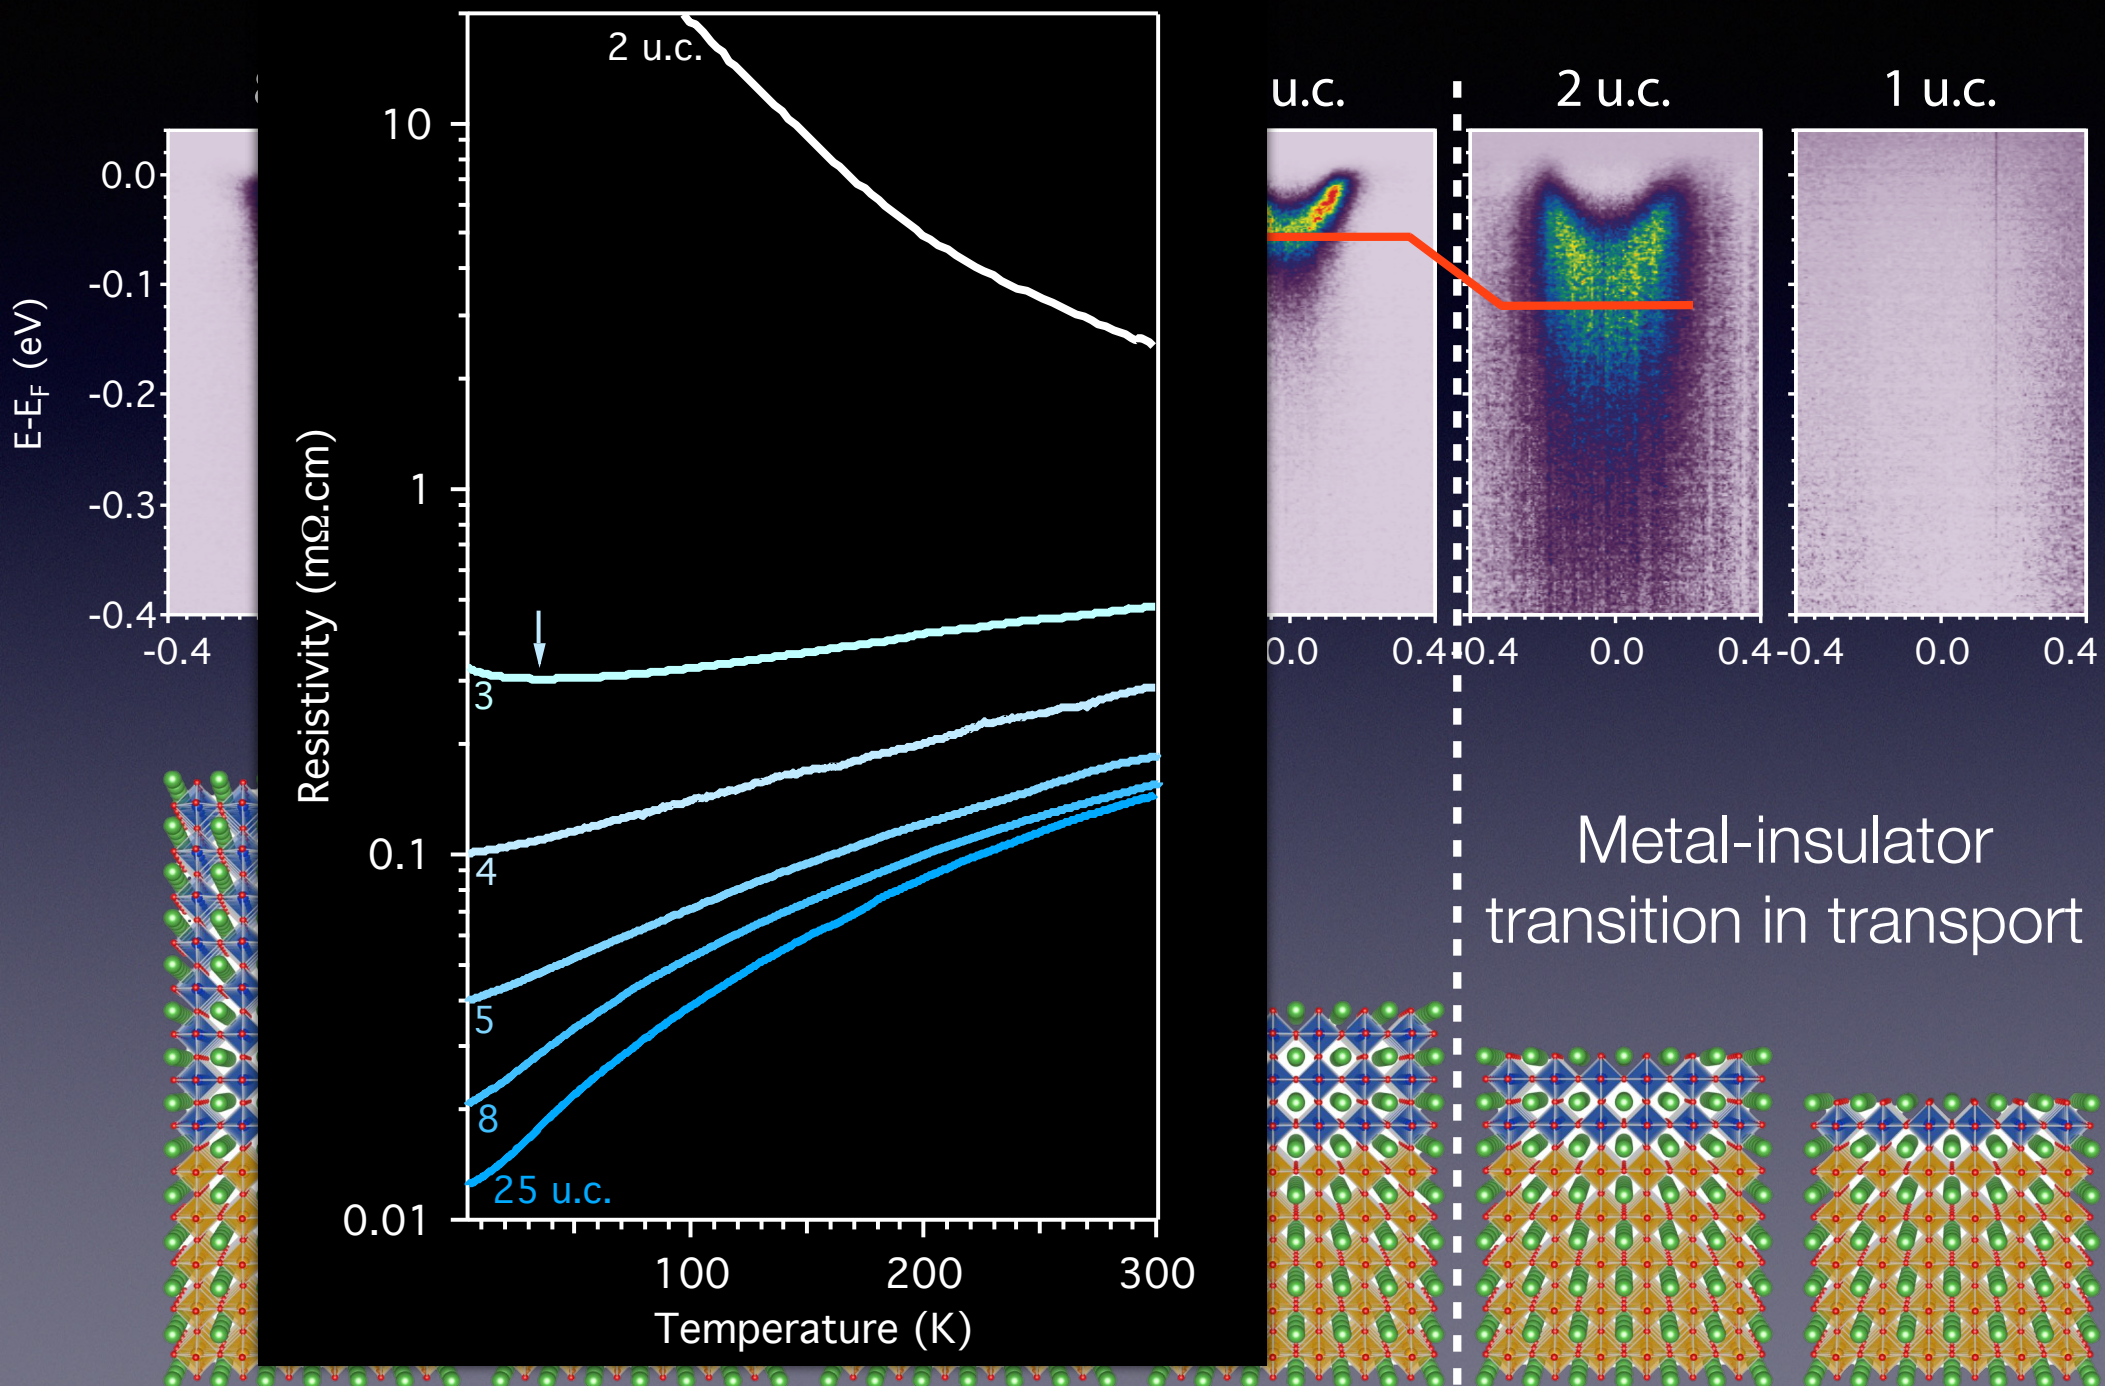 2 u.c.
10
1
0.1
0.01
Resistivity (mΩ.cm)
3
4
5
8
25 u.c.
100
200
300
Temperature (K)
E-E_F (eV)
0.0
-0.1
-0.2
-0.3
-0.4
-0.4
u.c.
2 u.c.
1 u.c.
0.0
0.4
0.4
0.0
0.4
-0.4
0.0
0.4
Metal-insulator
transition in transport